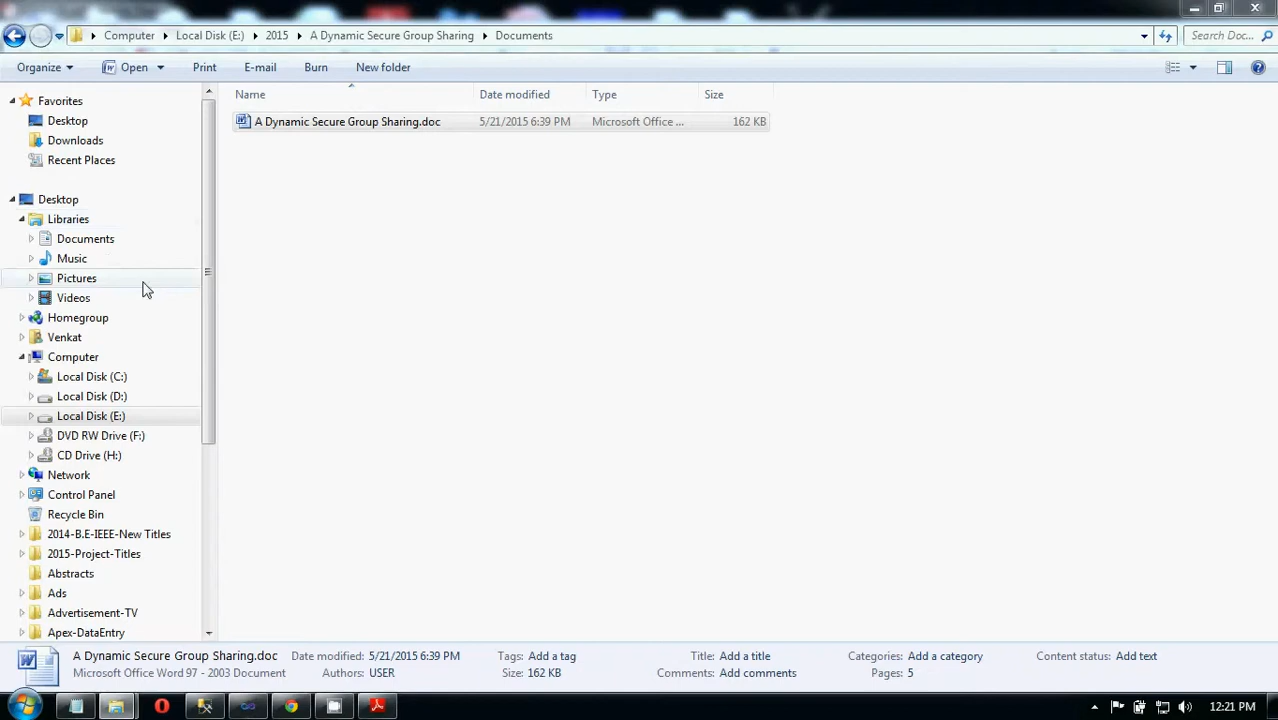 Computer Local Disk (E:) 2015 A Dynamic Secure Group Sharing Documents Search Doc...
Organize Open Print E-mail Burn New folder
Name Date modified Type Size
A Dynamic Secure Group Sharing.doc 5/21/2015 6:39 PM Microsoft Office ... 162 KB
Favorites
Desktop
Downloads
Recent Places
Desktop
Libraries
Documents
Music
Pictures
Videos
Homegroup
Venkat
Computer
Local Disk (C:)
Local Disk (D:)
Local Disk (E:)
DVD RW Drive (F:)
CD Drive (H:)
Network
Control Panel
Recycle Bin
2014-B.E-IEEE-New Titles
2015-Project-Titles
Abstracts
Ads
Advertisement-TV
Apex-DataEntry
A Dynamic Secure Group Sharing.doc Date modified: 5/21/2015 6:39 PM Tags: Add a tag Title: Add a title Categories: Add a category Content status: Add text
Microsoft Office Word 97 - 2003 Document Authors: USER Size: 162 KB Comments: Add comments Pages: 5
12:21 PM